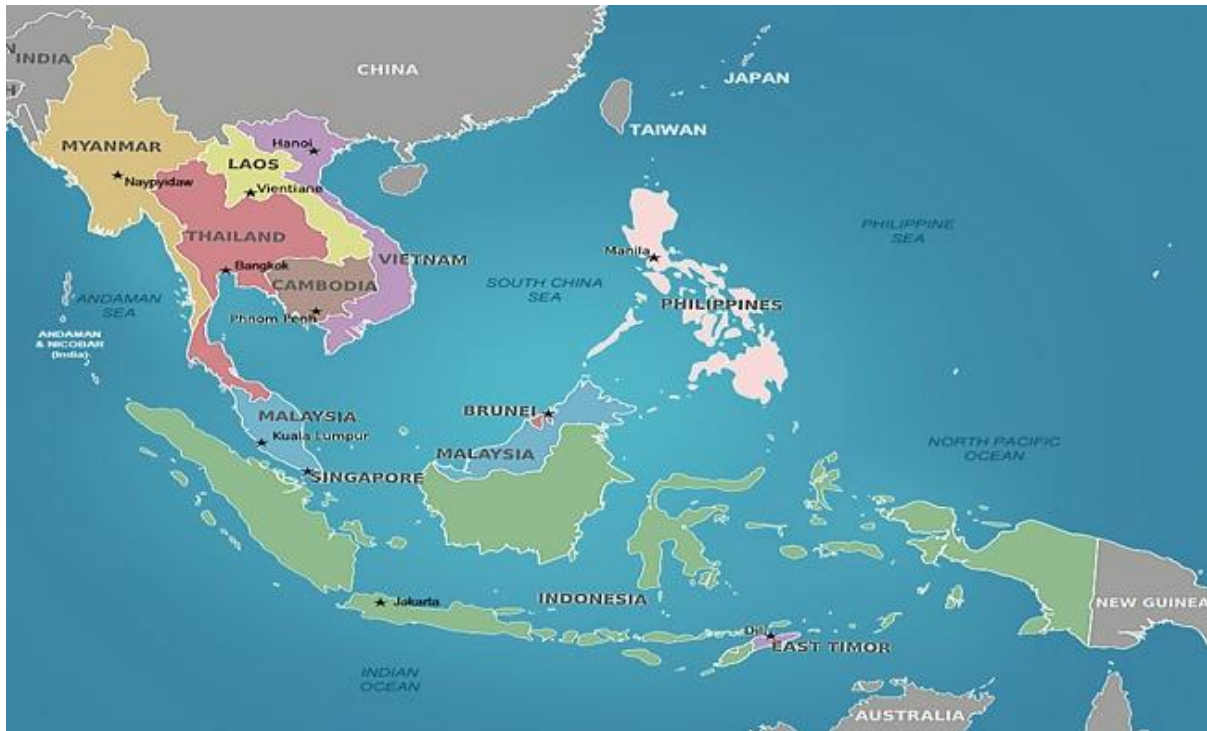 N
INDIA
H
CHINA
JAPAN
TAIWAN
MYANMAR
Hanoi
LAOS
Naypyidaw
Vientiane
THAILAND
VIETNAM
Bangkok
CAMBODIA
Phnom Penh
ANDAMAN
SEA
ANDAMAN
& NICOBAR
(India)
SOUTH CHINA
SEA
PHILIPPINE
SEA
Manila
PHILIPPINES
MALAYSIA
Kuala Lumpur
SINGAPORE
BRUNEI
MALAYSIA
NORTH PACIFIC
OCEAN
INDONESIA
Jakarta
NEW GUINEA
Dili
EAST TIMOR
INDIAN
OCEAN
AUSTRALIA